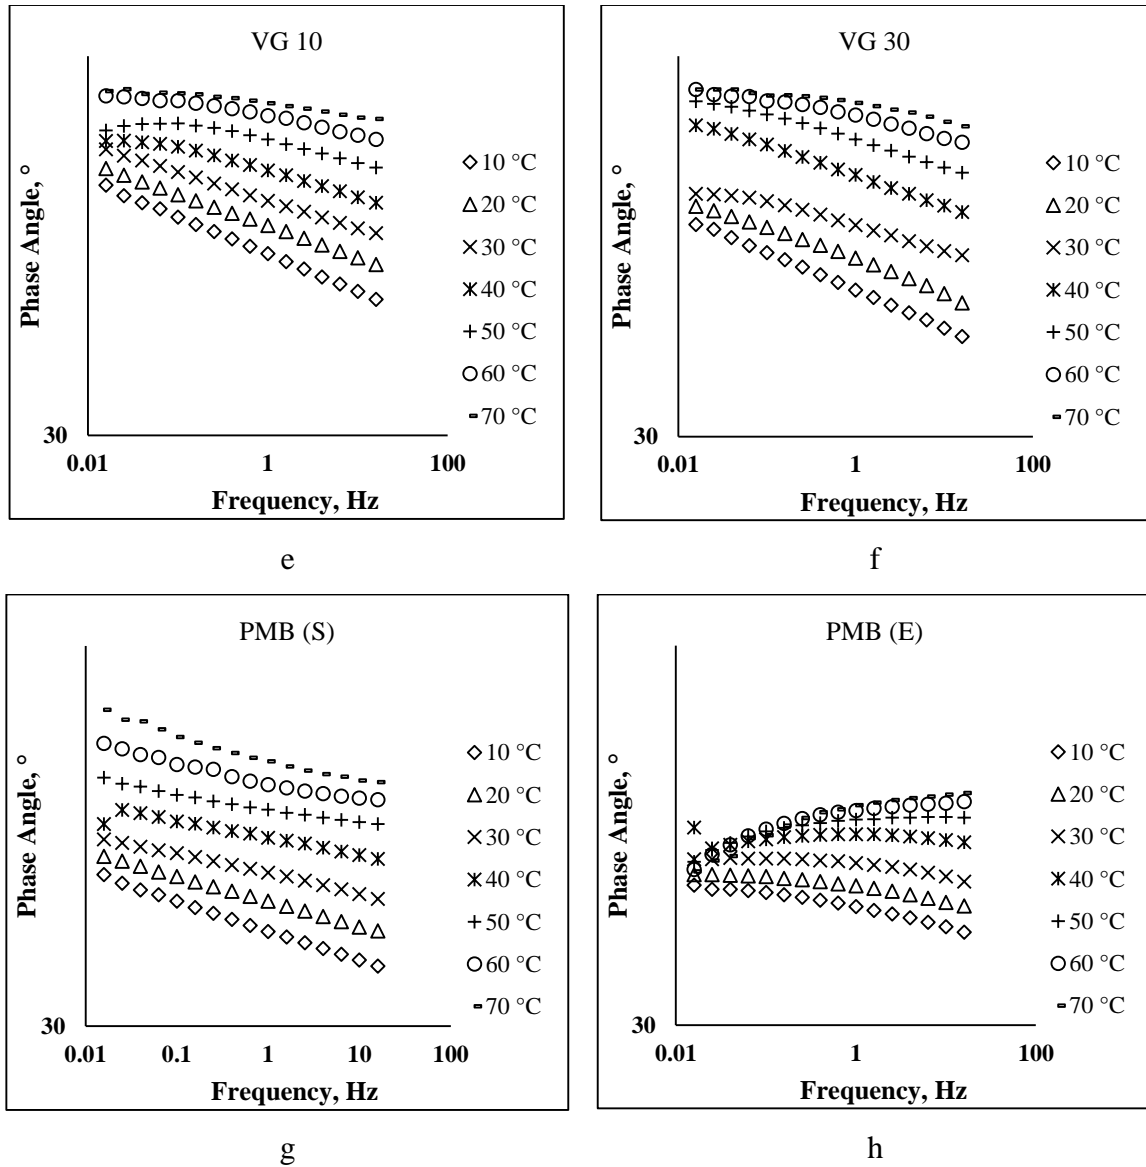 VG 10
Phase Angle, °
10 °C
20 °C
30 °C
40 °C
50 °C
60 °C
70 °C
30
0.01 1 100
Frequency, Hz
e
VG 30
Phase Angle, °
10 °C
20 °C
30 °C
40 °C
50 °C
60 °C
70 °C
30
0.01 1 100
Frequency, Hz
f
PMB (S)
Phase Angle, °
10 °C
20 °C
30 °C
40 °C
50 °C
60 °C
70 °C
30
0.01 0.1 1 10 100
Frequency, Hz
g
PMB (E)
Phase Angle, °
10 °C
20 °C
30 °C
40 °C
50 °C
60 °C
70 °C
30
0.01 1 100
Frequency, Hz
h